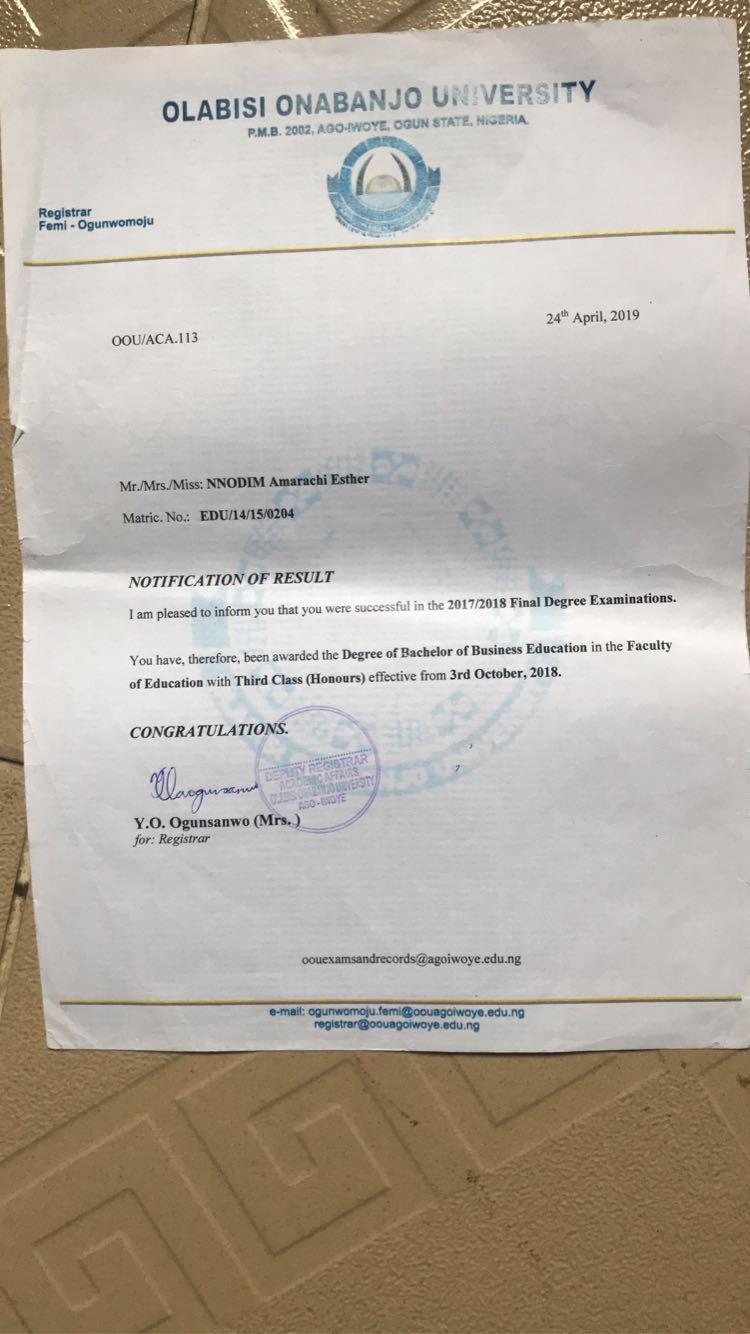 OLABISI ONABANJO UNIVERSITY
P.M.B. 2002, AGO-IWOYE, OGUN STATE, NIGERIA.
Registrar
Femi - Ogunwomoju
24th April, 2019
OOU/ACA.113
Mr./Mrs./Miss: NNODIM Amarachi Esther
Matric. No.: EDU/14/15/0204
NOTIFICATION OF RESULT
I am pleased to inform you that you were successful in the 2017/2018 Final Degree Examinations.
You have, therefore, been awarded the Degree of Bachelor of Business Education in the Faculty
of Education with Third Class (Honours) effective from 3rd October, 2018.
CONGRATULATIONS.
DEPUTY REGISTRAR
ACADEMIC AFFAIRS
OLABISI ONABANJO UNIVERSITY
AGO-IWOYE
Y.O. Ogunsanwo (Mrs. )
for: Registrar
oouexamsandrecords@agoiwoye.edu.ng
e-mail: ogunwomoju.femi@oouagoiwoye.edu.ng
registrar@oouagoiwoye.edu.ng